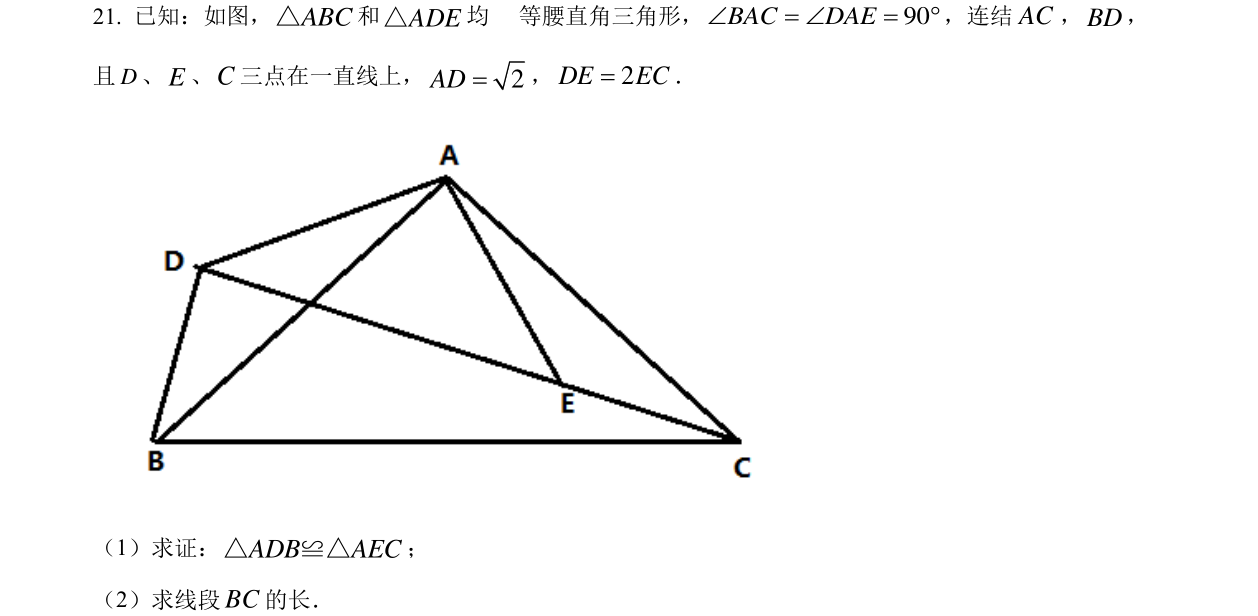 21. 已知：如图，△ABC 和 △ADE 均 等腰直角三角形，∠BAC = ∠DAE = 90°，连结 AC，BD，
且 D、E、C 三点在一直线上，AD = √2，DE = 2EC．
A
D
E
B
C
（1）求证：△ADB≌△AEC；
（2）求线段 BC 的长．